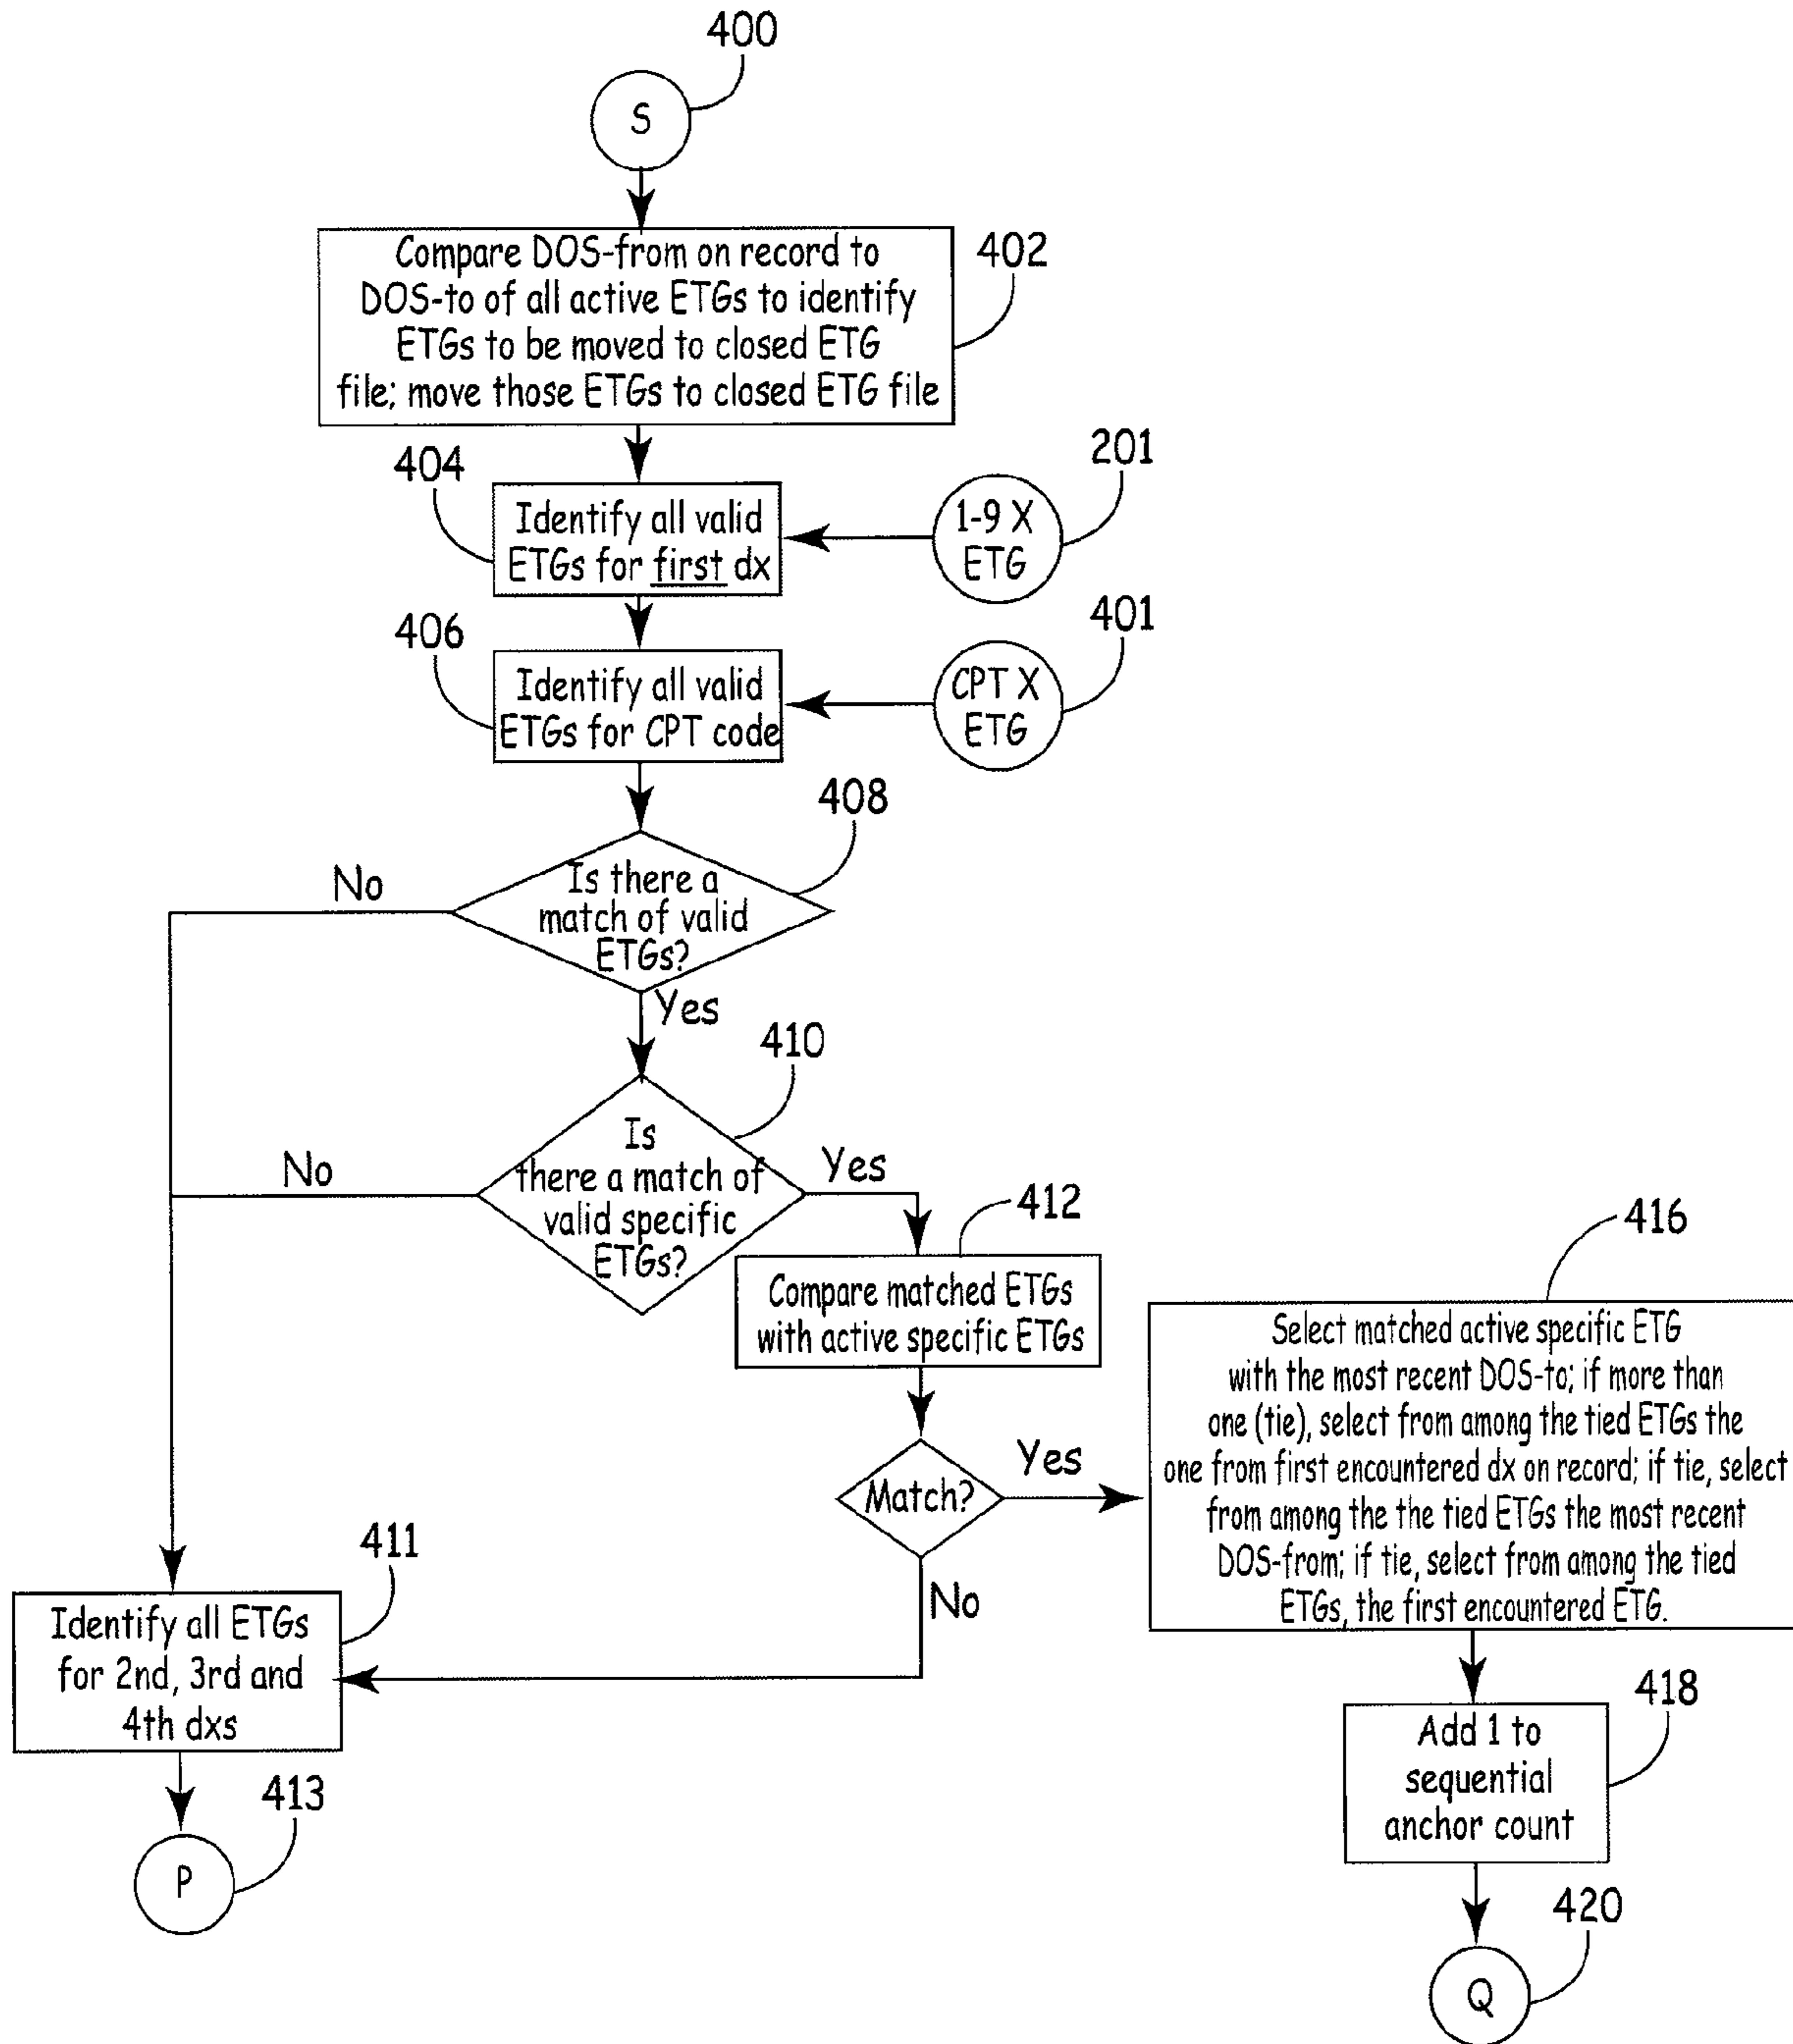 400
S
Compare DOS-from on record to
DOS-to of all active ETGs to identify
ETGs to be moved to closed ETG
file; move those ETGs to closed ETG file
402
404
Identify all valid
ETGs for first dx
1-9 X
ETG
201
406
Identify all valid
ETGs for CPT code
CPT X
ETG
401
408
Is there a
match of valid
ETGs?
No
Yes
410
Is
there a match of
valid specific
ETGs?
No
Yes
412
Compare matched ETGs
with active specific ETGs
Match?
Yes
No
416
Select matched active specific ETG
with the most recent DOS-to; if more than
one (tie), select from among the tied ETGs the
one from first encountered dx on record; if tie, select
from among the the tied ETGs the most recent
DOS-from; if tie, select from among the tied
ETGs, the first encountered ETG.
411
Identify all ETGs
for 2nd, 3rd and
4th dxs
413
P
418
Add 1 to
sequential
anchor count
420
Q